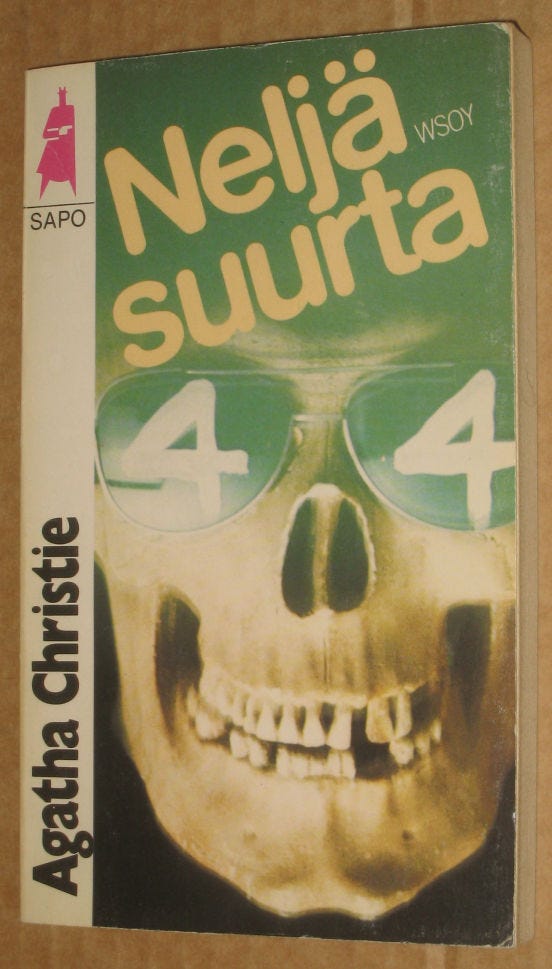 Neljä
suurta
WSOY
SAPO
4 4
Agatha Christie